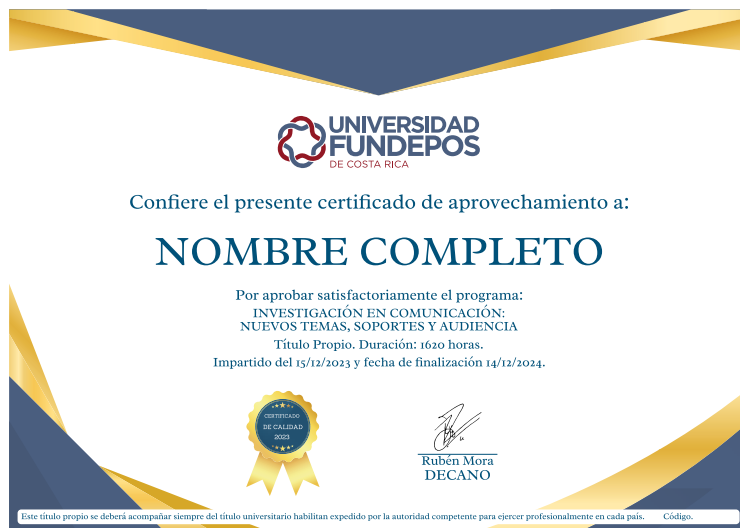 UNIVERSIDAD
FUNDEPOS
DE COSTA RICA
Confiere el presente certificado de aprovechamiento a:
NOMBRE COMPLETO
Por aprobar satisfactoriamente el programa:
INVESTIGACIÓN EN COMUNICACIÓN:
NUEVOS TEMAS, SOPORTES Y AUDIENCIA
Título Propio. Duración: 1620 horas.
Impartido del 15/12/2023 y fecha de finalización 14/12/2024.
CERTIFICADO
DE CALIDAD
2023
Rubén Mora
DECANO
Este título propio se deberá acompañar siempre del título universitario habilitan expedido por la autoridad competente para ejercer profesionalmente en cada país. Código.